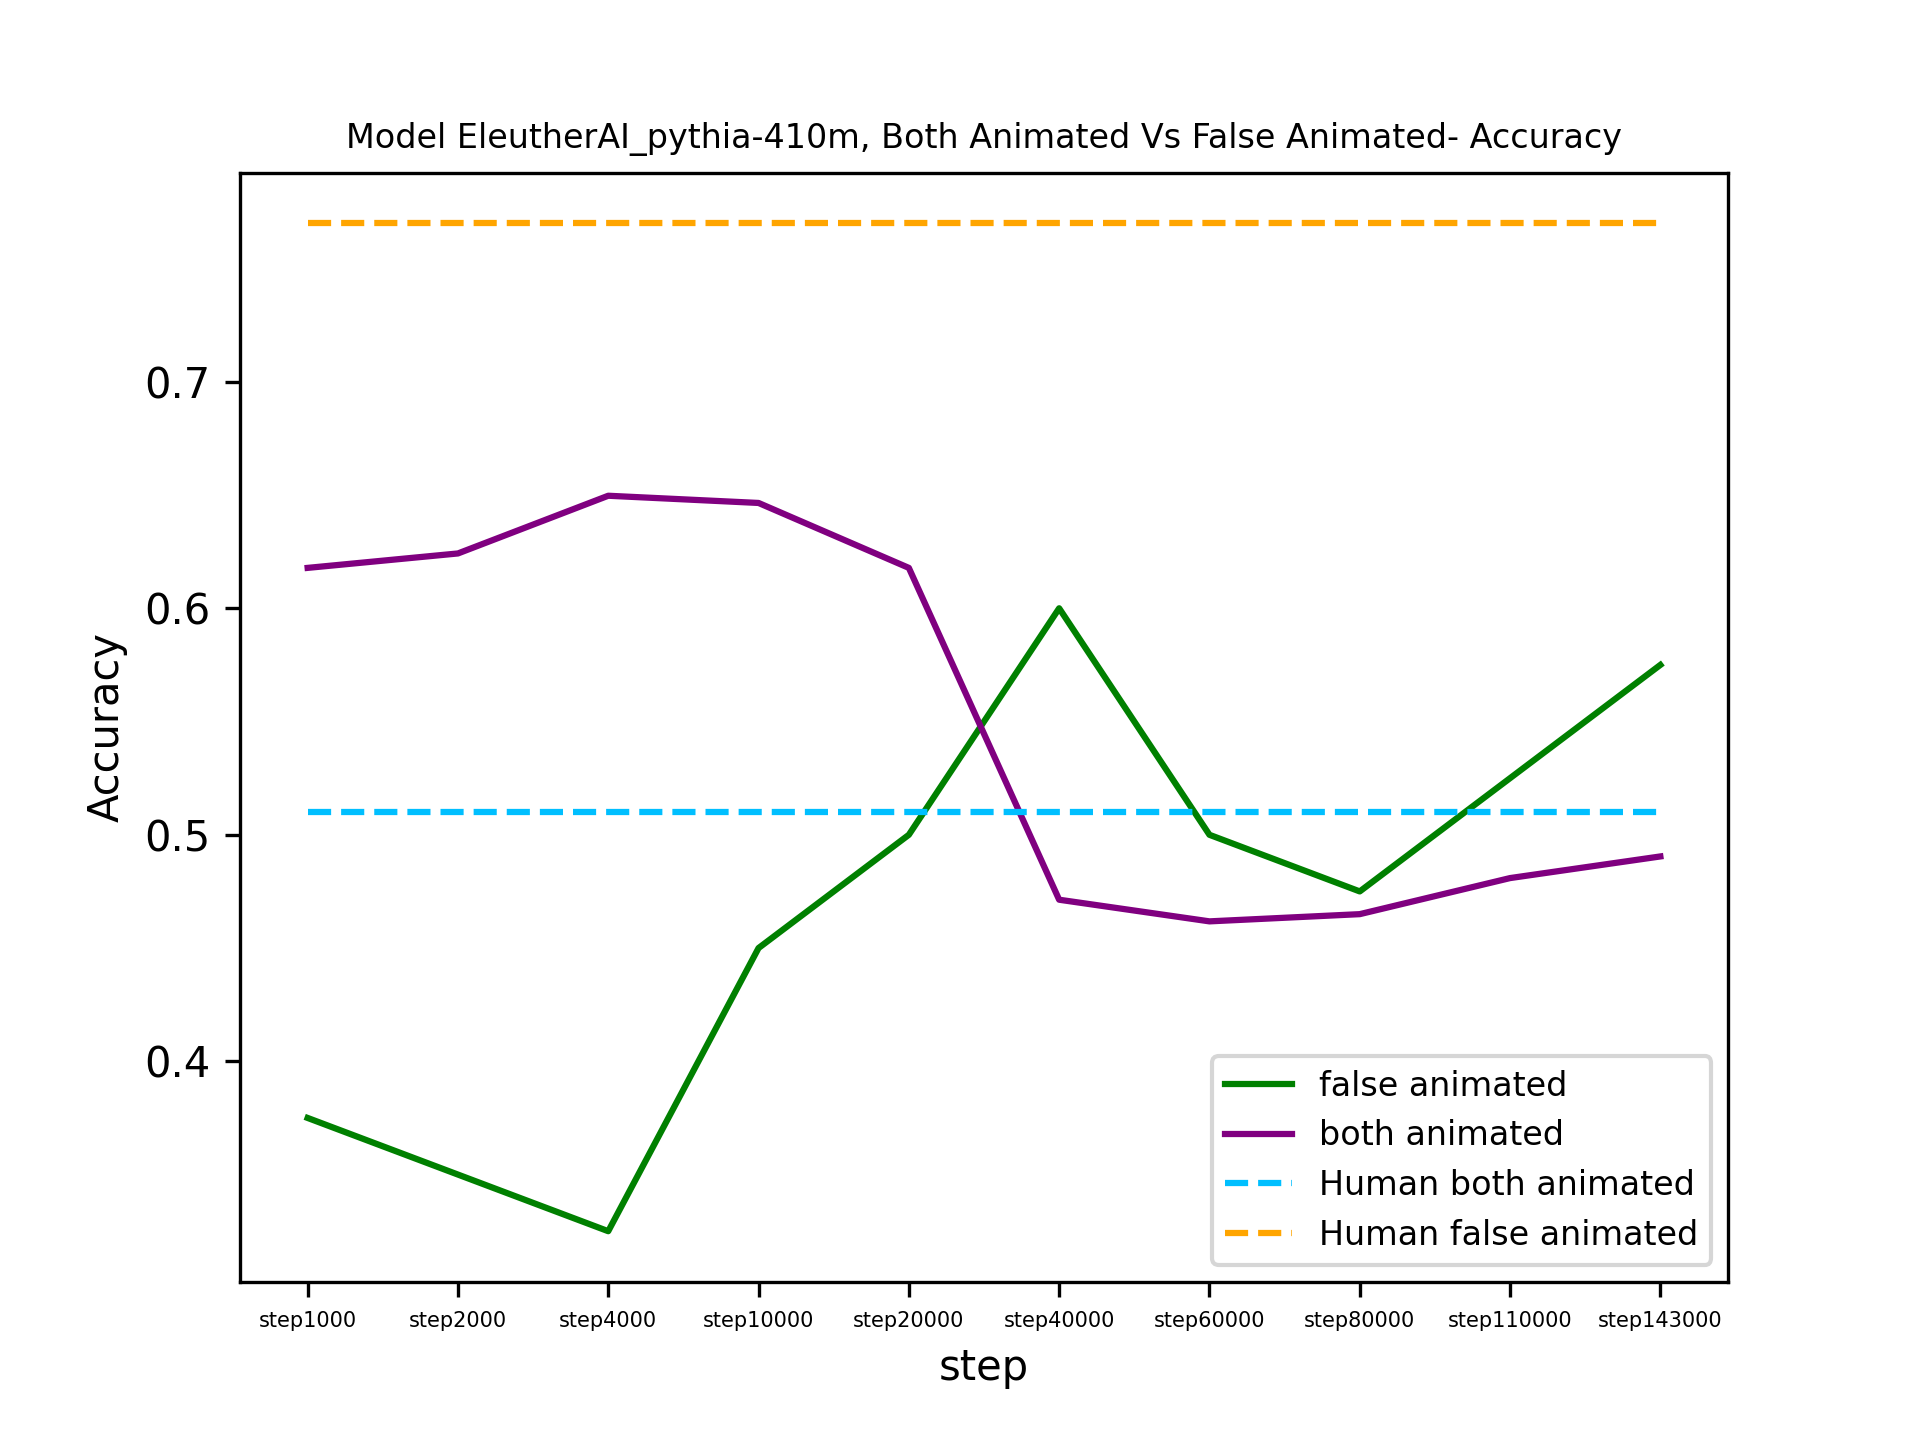 Model EleutherAI_pythia-410m, Both Animated Vs False Animated- Accuracy
Accuracy
0.7
0.6
0.5
0.4
false animated
both animated
Human both animated
Human false animated
step1000 step2000 step4000 step10000 step20000 step40000 step60000 step80000 step110000 step143000
step